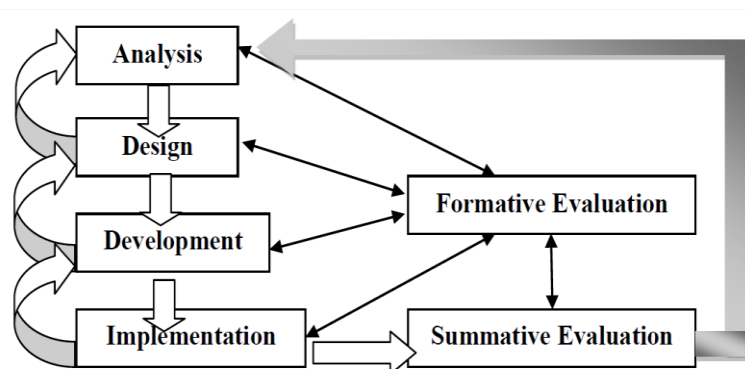 Analysis
Design
Formative Evaluation
Development
Implementation
Summative Evaluation